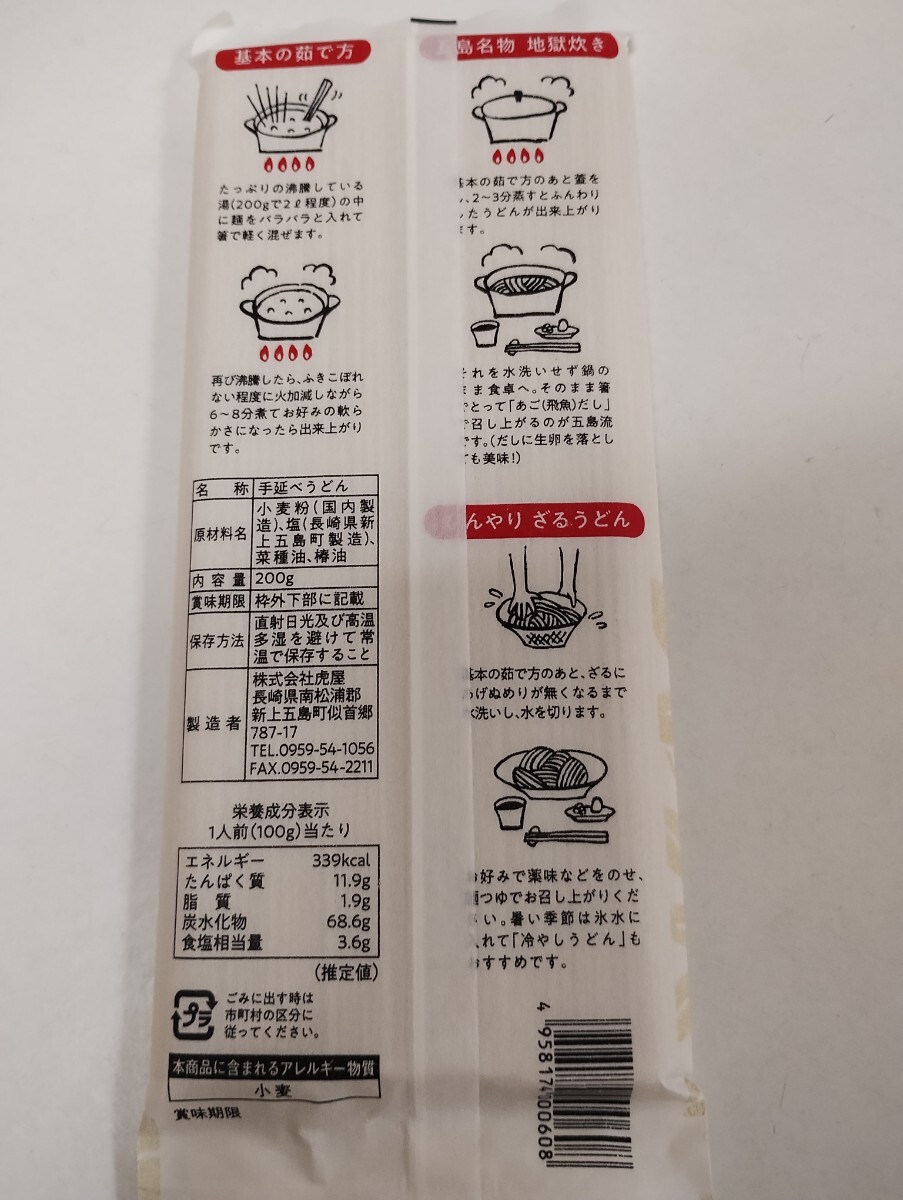 基本の茹で方
たっぷりの沸騰している
湯(200gで2ℓ程度)の中
に麺をバラバラと入れて
箸で軽く混ぜます。
再び沸騰したら、ふきこぼれ
ない程度に火加減しながら
6~8分煮てお好みの軟ら
かさになったら出来上がり
です。
名 称 手延べうどん
原材料名 小麦粉(国内製
造)、塩(長崎県新
上五島町製造)、
菜種油、椿油
内容量 200g
賞味期限 枠外下部に記載
保存方法 直射日光及び高温
多湿を避けて常
温で保存すること
製造者 株式会社虎屋
長崎県南松浦郡
新上五島町似首郷
787-17
TEL.0959-54-1056
FAX.0959-54-2211
栄養成分表示
1人前(100g)当たり
エネルギー 339kcal
たんぱく質 11.9g
脂 質 1.9g
炭水化物 68.6g
食塩相当量 3.6g
(推定値)
プラ
ごみに出す時は
市町村の区分に
従ってください。
本商品に含まれるアレルギー物質
小麦
賞味期限
島名物 地獄炊き
基本の茹で方のあと蓋を
、2~3分蒸すとふんわり
したうどんが出来上がり
ます。
それを水洗いせず鍋の
まま食卓へ。そのまま箸
でとって「あご(飛魚)だし」
で召し上がるのが五島流
です。(だしに生卵を落とし
ても美味!)
んやり ざるうどん
基本の茹で方のあと、ざるに
あげぬめりが無くなるまで
水洗いし、水を切ります。
お好みで薬味などをのせ、
麺つゆでお召し上がりくだ
さい。暑い季節は氷水に
入れて「冷やしうどん」も
おすすめです。
4 958174 00608